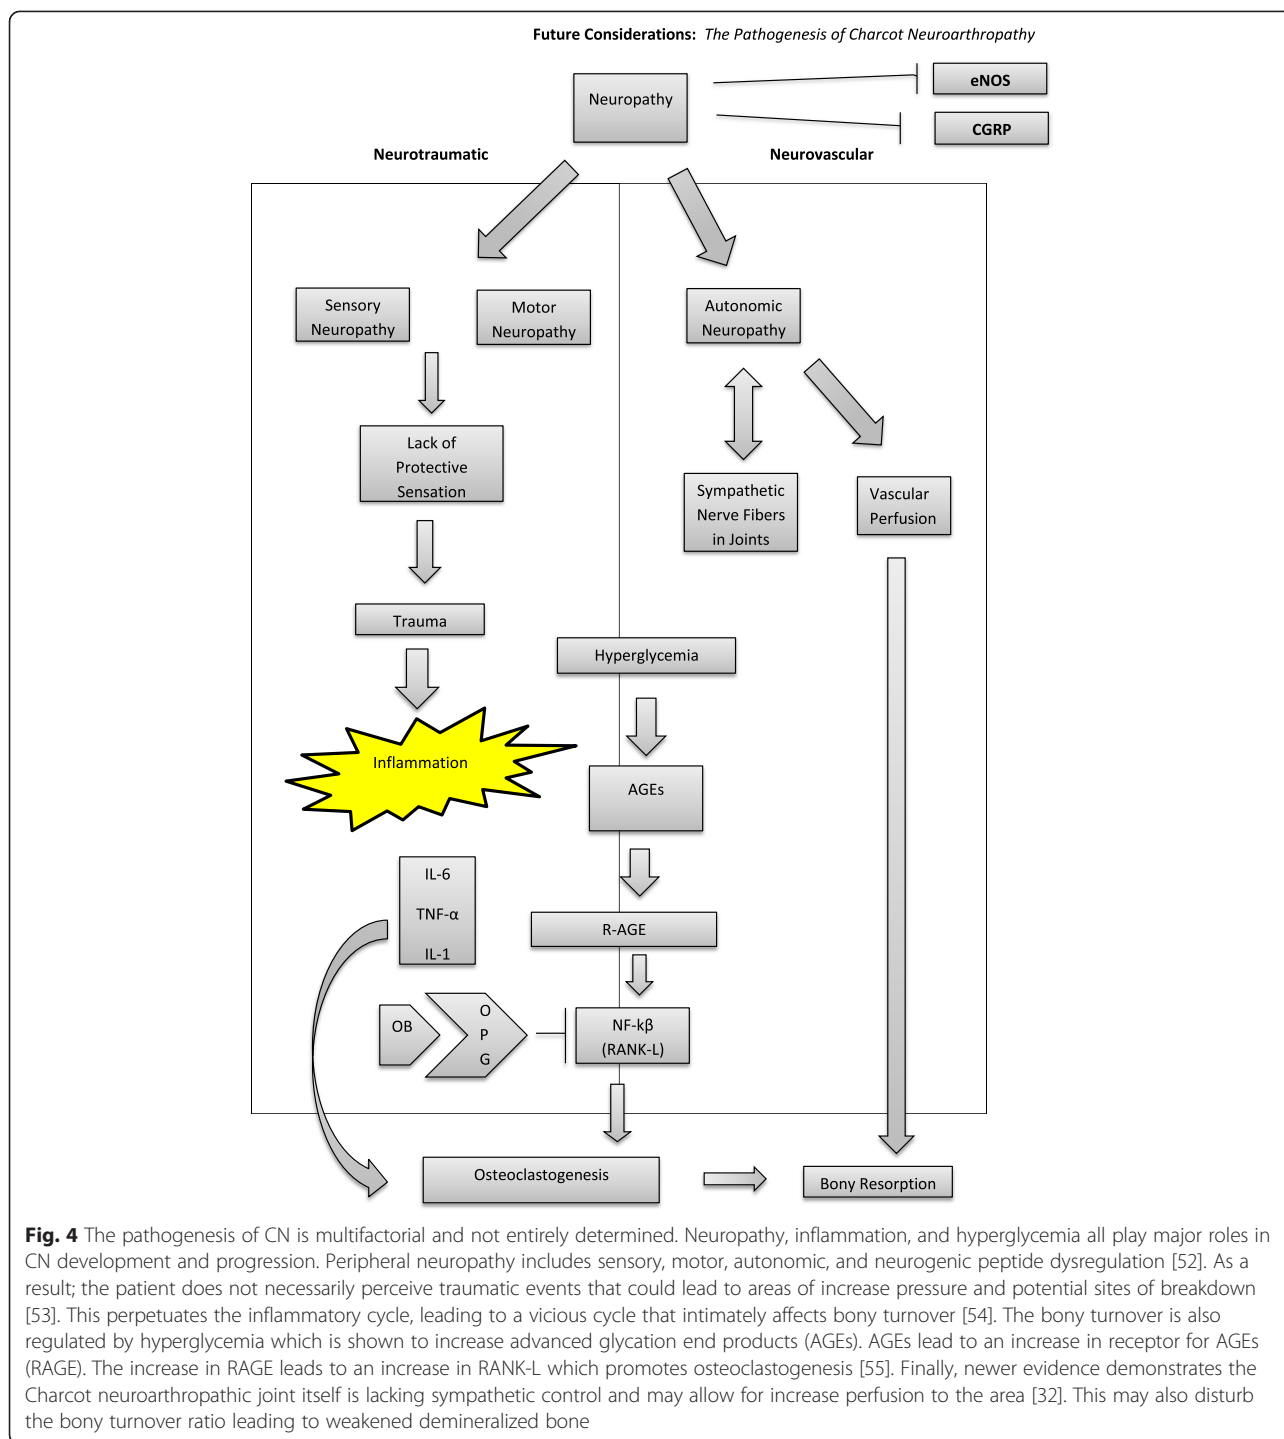 Future Considerations: The Pathogenesis of Charcot Neuroarthropathy
Neuropathy
eNOS
CGRP
Neurotraumatic
Neurovascular
Sensory
Neuropathy
Motor
Neuropathy
Autonomic
Neuropathy
Lack of
Protective
Sensation
Sympathetic
Nerve Fibers
in Joints
Vascular
Perfusion
Trauma
Hyperglycemia
Inflammation
AGEs
IL-6
TNF-α
IL-1
R-AGE
OB
O
P
G
NF-kβ
(RANK-L)
Osteoclastogenesis
Bony Resorption
Fig. 4 The pathogenesis of CN is multifactorial and not entirely determined. Neuropathy, inflammation, and hyperglycemia all play major roles in
CN development and progression. Peripheral neuropathy includes sensory, motor, autonomic, and neurogenic peptide dysregulation [52]. As a
result; the patient does not necessarily perceive traumatic events that could lead to areas of increase pressure and potential sites of breakdown
[53]. This perpetuates the inflammatory cycle, leading to a vicious cycle that intimately affects bony turnover [54]. The bony turnover is also
regulated by hyperglycemia which is shown to increase advanced glycation end products (AGEs). AGEs lead to an increase in receptor for AGEs
(RAGE). The increase in RAGE leads to an increase in RANK-L which promotes osteoclastogenesis [55]. Finally, newer evidence demonstrates the
Charcot neuroarthropathic joint itself is lacking sympathetic control and may allow for increase perfusion to the area [32]. This may also disturb
the bony turnover ratio leading to weakened demineralized bone